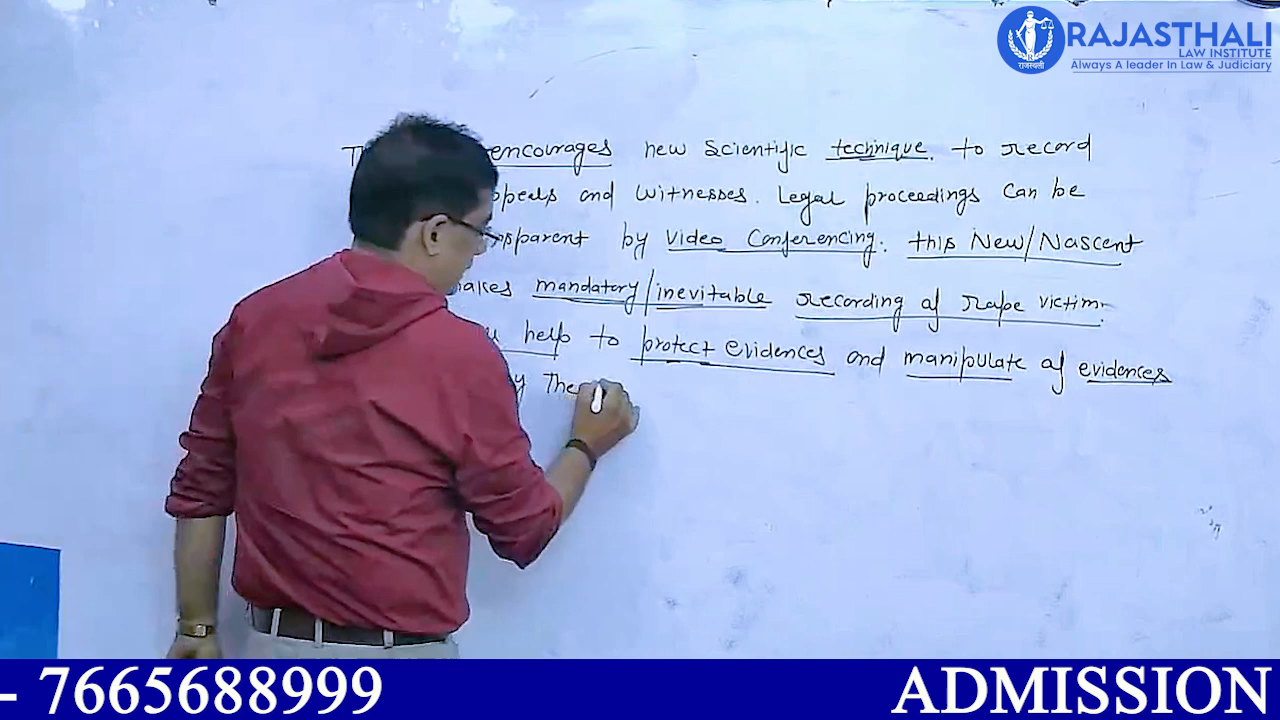 RAJASTHALI
LAW INSTITUTE
Always A leader In Law & Judiciary
राजस्थली
encourages new Scientific technique. to record
and witnesses. Legal proceedings can be
by Video Conferencing. this New/Nascent
mandatory/inevitable recording of rape victim.
help to protect evidences and manipulate of evidences
The
- 7665688999
ADMISSION